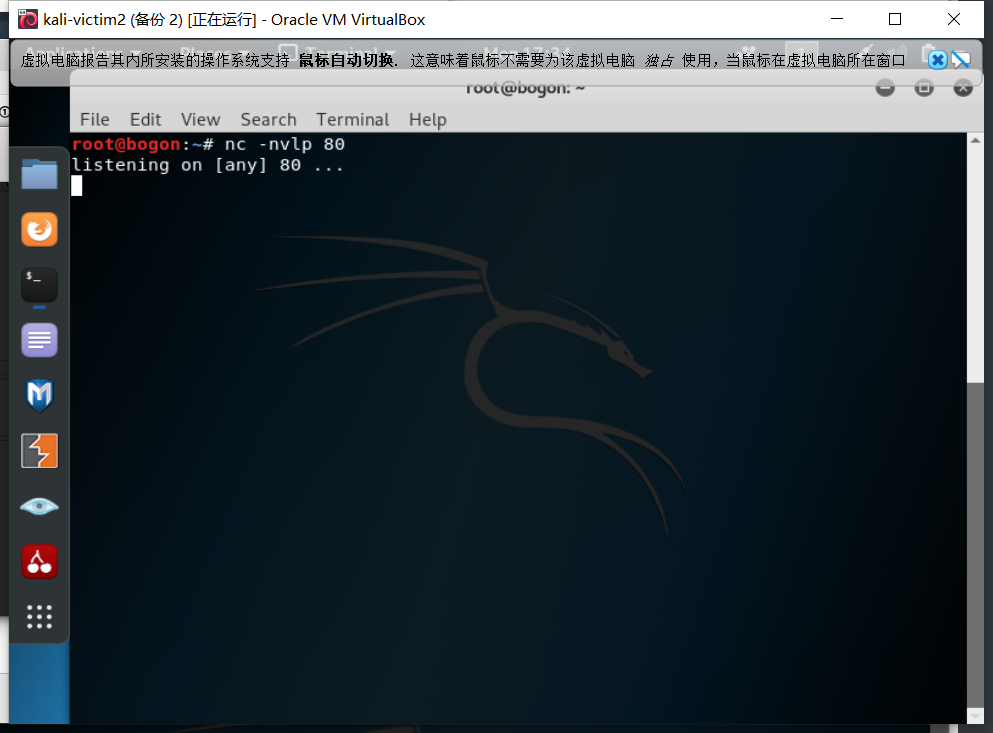 kali-victim2 (备份 2) [正在运行] - Oracle VM VirtualBox
虚拟电脑报告其内所安装的操作系统支持 鼠标自动切换. 这意味着鼠标不需要为该虚拟电脑 独占 使用，当鼠标在虚拟电脑所在窗口
root@bogon: ~
File Edit View Search Terminal Help
root@bogon:~# nc -nvlp 80
listening on [any] 80 ...
$_